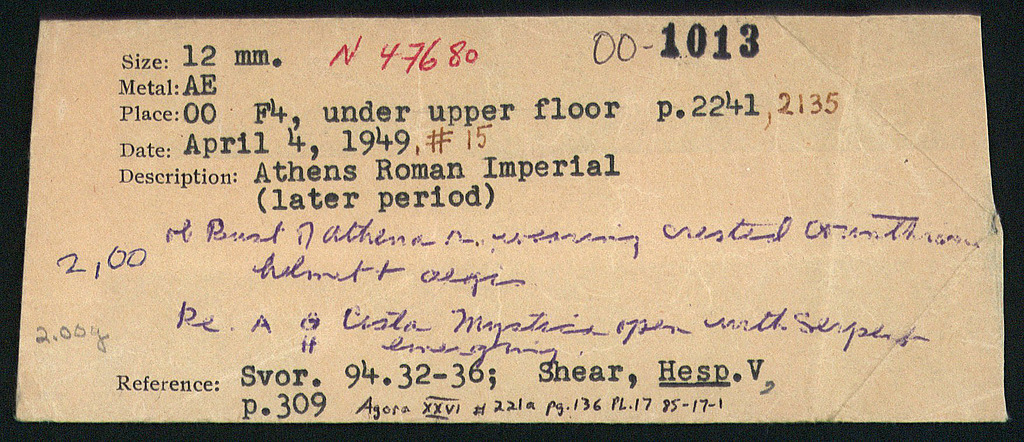 Size: 12 mm. N 47680 00-1013
Metal: AE
Place: OO F4, under upper floor p.2241, 2135
Date: April 4, 1949. #15
Description: Athens Roman Imperial
(later period)
ob Bust of Athena r. wearing crested Corinthian
2,00 helmet + aegis
2.00g Re. A Θ Cista Mystica open with Serpent
H emerging.
Reference: Svor. 94.32-36; Shear, Hesp.V,
p.309 Agora XXVI #221a pg.136 PL.17 85-17-1